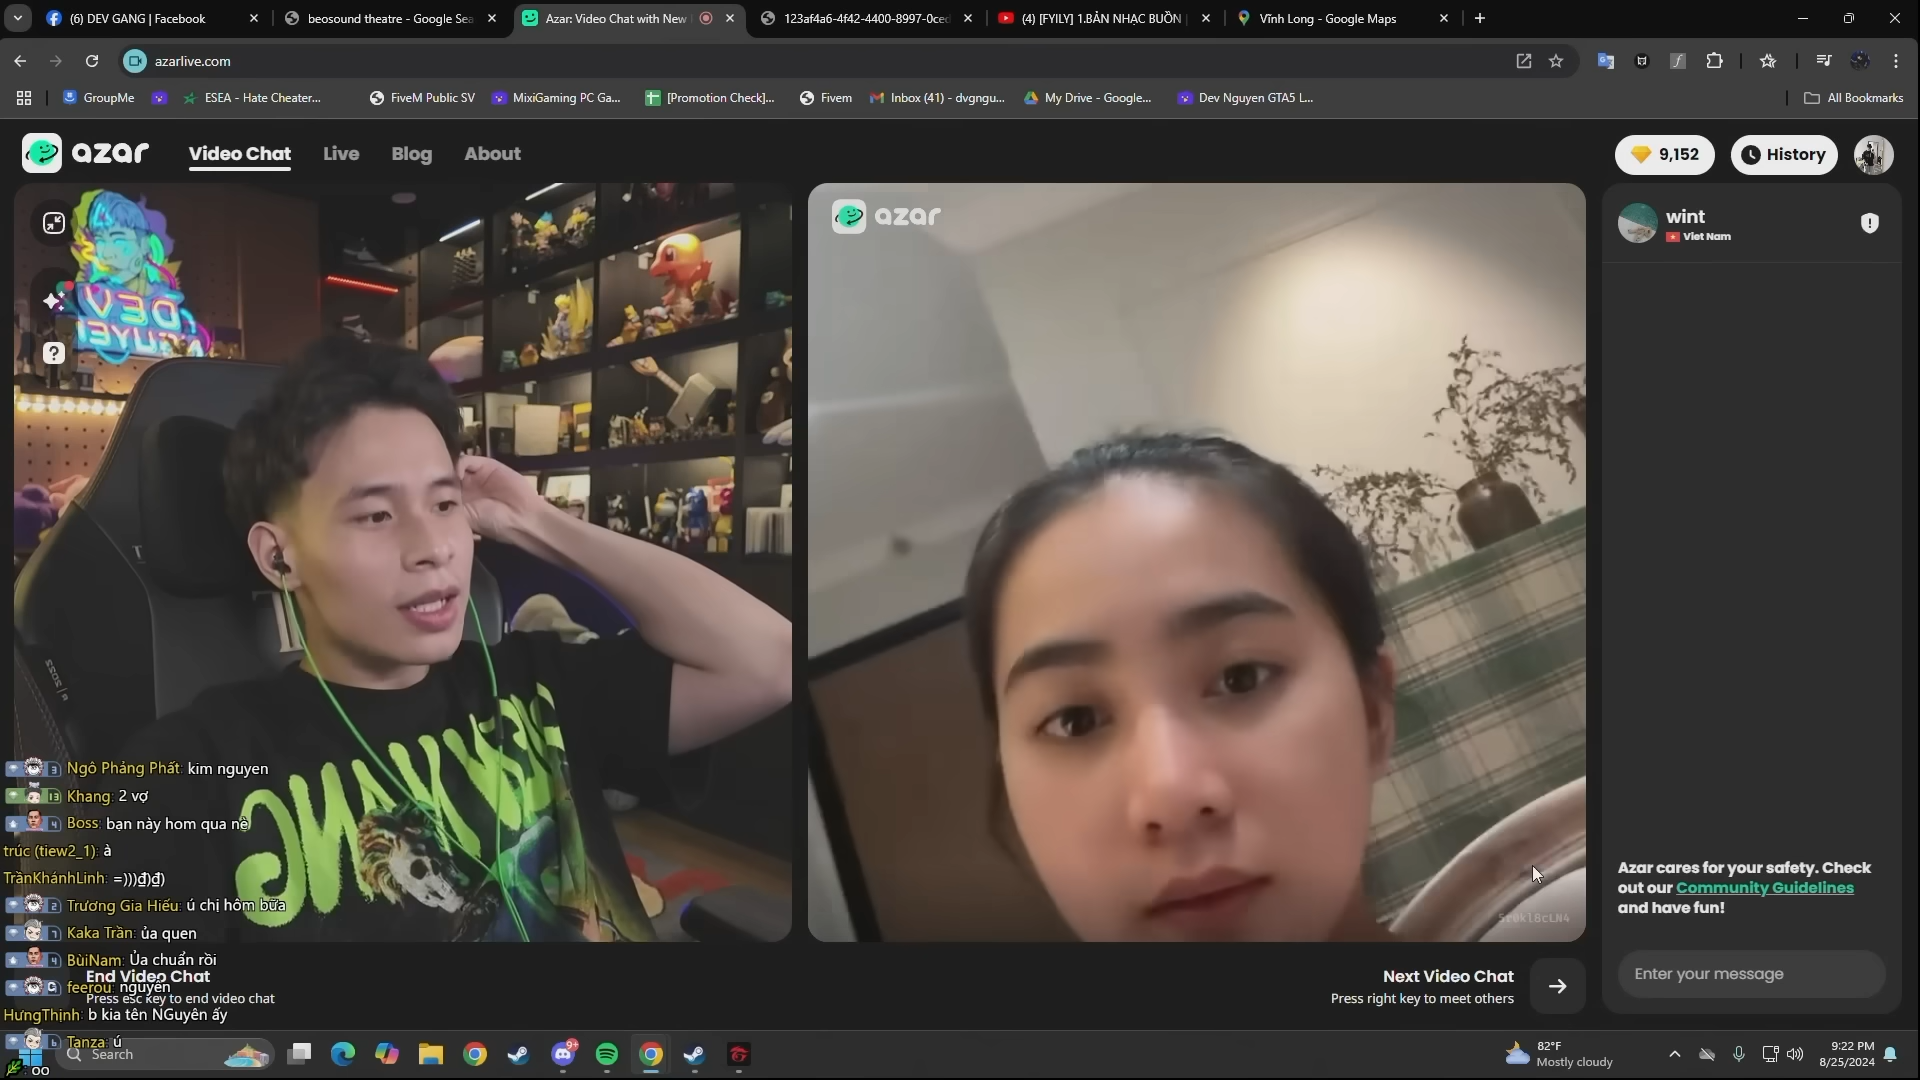 (6) DEV GANG | Facebook
beosound theatre - Google Sea
Azar: Video Chat with New
123af4a6-4f42-4400-8997-0ced
(4) [FYILY] 1.BẢN NHẠC BUỒN
Vĩnh Long - Google Maps
azarlive.com
GroupMe
ESEA - Hate Cheater...
FiveM Public SV
MixiGaming PC Ga...
[Promotion Check]...
Fivem
Inbox (41) - dvgngu...
My Drive - Google...
Dev Nguyen GTA5 L...
All Bookmarks
azar
Video Chat
Live
Blog
About
9,152
History
azar
wint
Viet Nam
DEV
Ngô Phảng Phất: kim nguyen
Khang: 2 vợ
Boss: bạn này hom qua nè
trúc (tiew2_1): à
TrầnKhánhLinh: =)))₫)₫)
Trương Gia Hiếu: ú chị hôm bữa
Kaka Trần: ủa quen
BùiNam: Ủa chuẩn rồi
End Video Chat
feerou: nguyên
Press esc key to end video chat
HưngThịnh: b kia tên NGuyên ấy
Tanza: ú
5r0kl8cLN4
Azar cares for your safety. Check
out our Community Guidelines
and have fun!
Next Video Chat
Press right key to meet others
Enter your message
Search
9+
82°F
Mostly cloudy
9:22 PM
8/25/2024